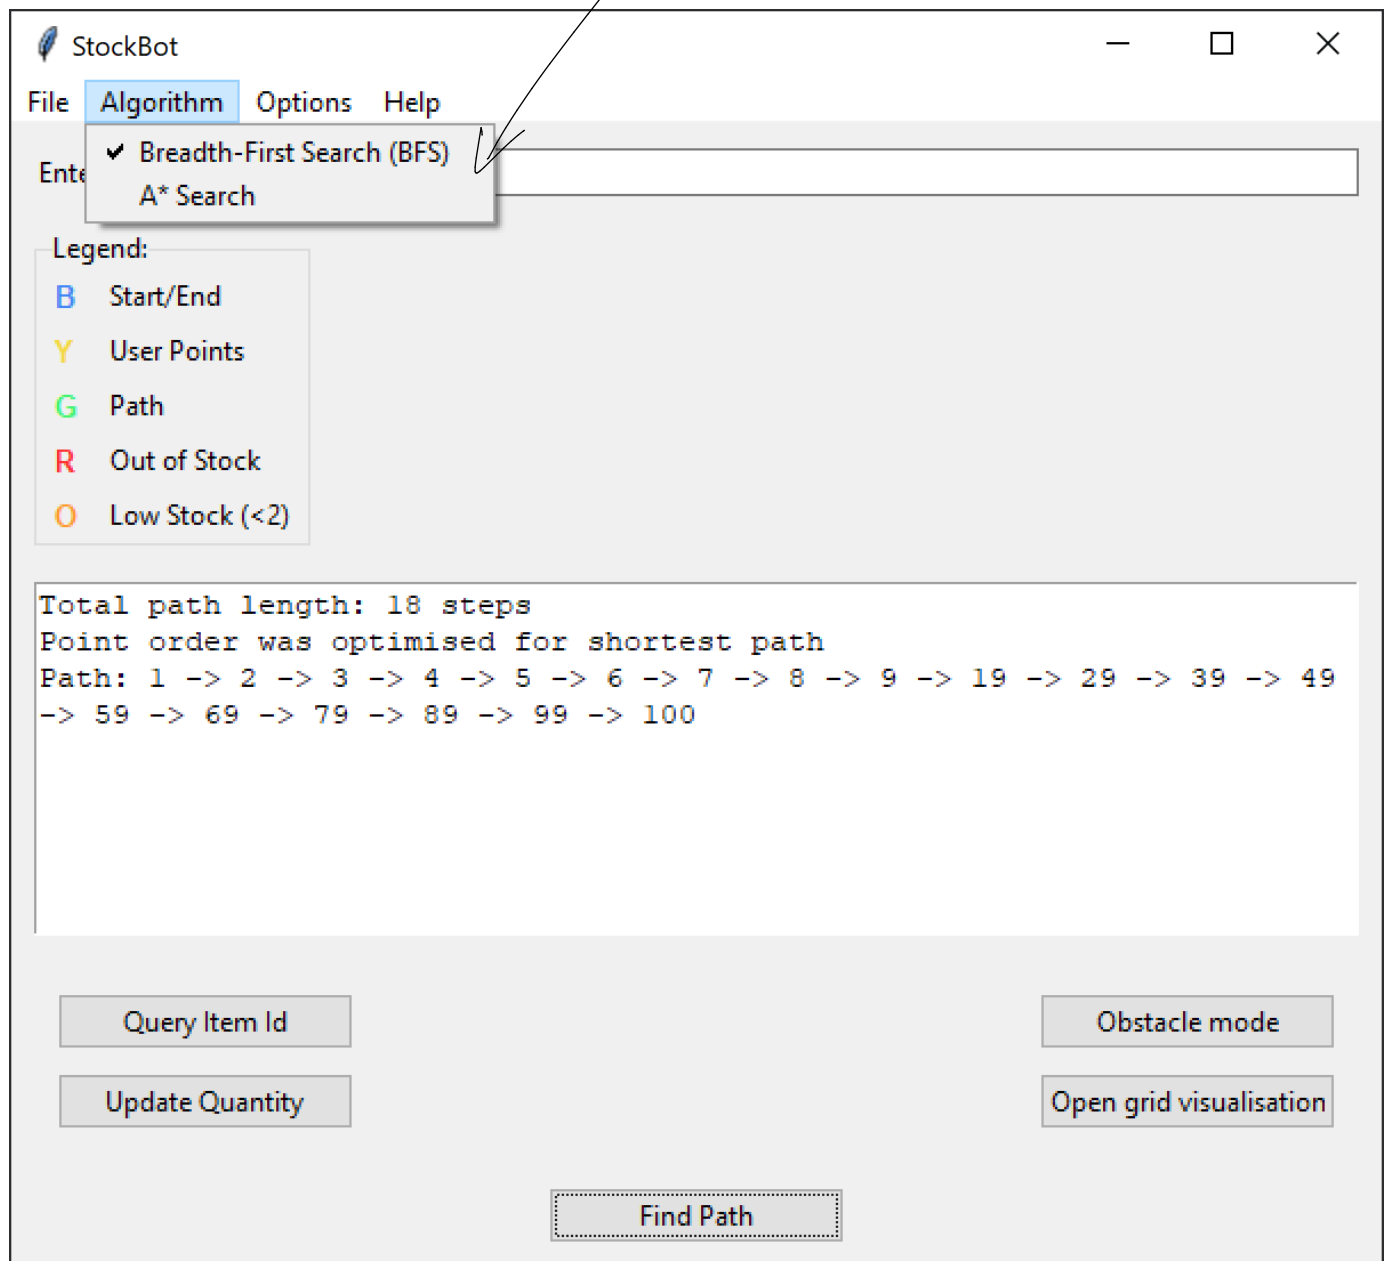 StockBot
File Algorithm Options Help
Breadth-First Search (BFS)
Ente
A* Search
Legend:
B Start/End
Y User Points
G Path
R Out of Stock
O Low Stock (<2)
Total path length: 18 steps
Point order was optimised for shortest path
Path: 1 -> 2 -> 3 -> 4 -> 5 -> 6 -> 7 -> 8 -> 9 -> 19 -> 29 -> 39 -> 49
-> 59 -> 69 -> 79 -> 89 -> 99 -> 100
Query Item Id
Obstacle mode
Update Quantity
Open grid visualisation
Find Path